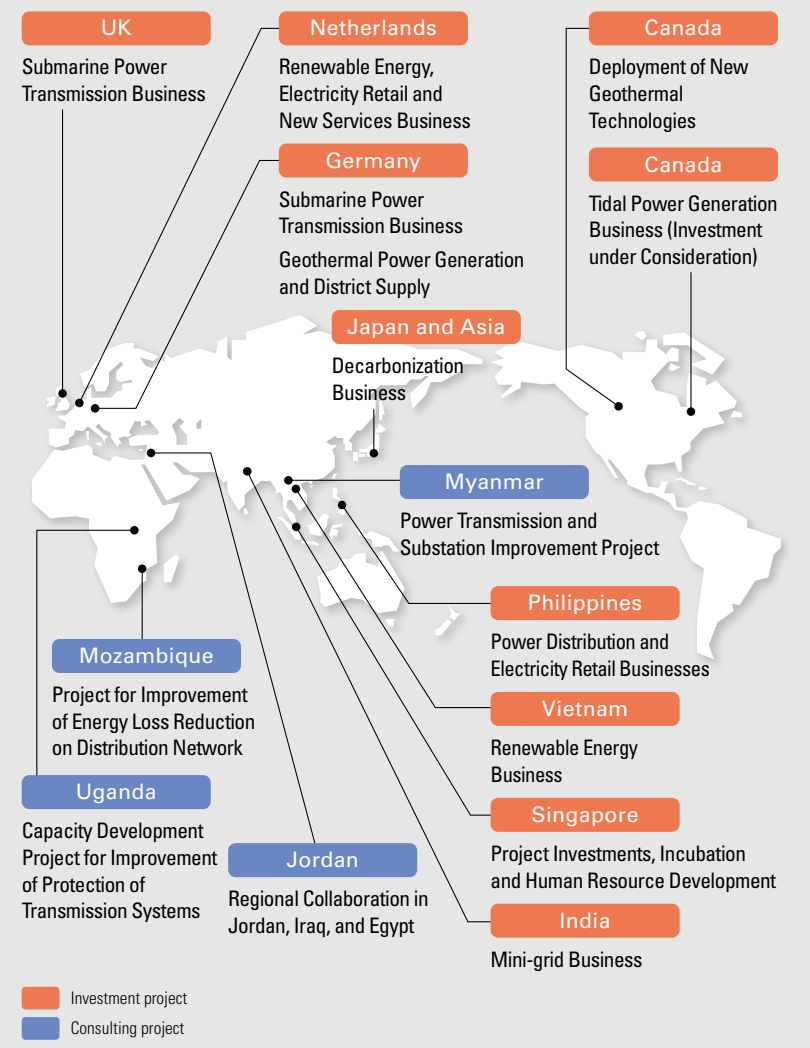 UK
Submarine Power
Transmission Business
Netherlands
Renewable Energy,
Electricity Retail and
New Services Business
Germany
Submarine Power
Transmission Business
Geothermal Power Generation
and District Supply
Canada
Deployment of New
Geothermal
Technologies
Canada
Tidal Power Generation
Business (Investment
under Consideration)
Japan and Asia
Decarbonization
Business
Myanmar
Power Transmission and
Substation Improvement Project
Philippines
Power Distribution and
Electricity Retail Businesses
Mozambique
Project for Improvement
of Energy Loss Reduction
on Distribution Network
Vietnam
Renewable Energy
Business
Uganda
Capacity Development
Project for Improvement
of Protection of
Transmission Systems
Jordan
Regional Collaboration in
Jordan, Iraq, and Egypt
Singapore
Project Investments, Incubation
and Human Resource Development
India
Mini-grid Business
Investment project
Consulting project